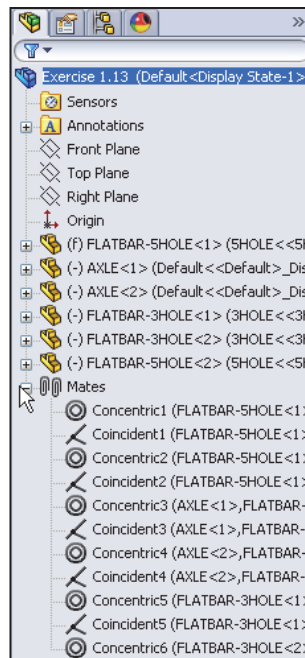 »
Exercise 1.13 (Default<Display State-1>
Sensors
A Annotations
Front Plane
Top Plane
Right Plane
Origin
(f) FLATBAR-5HOLE<1> (5HOLE<<5
(-) AXLE<1> (Default<<Default>_Dis
(-) AXLE<2> (Default<<Default>_Dis
(-) FLATBAR-3HOLE<1> (3HOLE<<3
(-) FLATBAR-3HOLE<2> (3HOLE<<3
(-) FLATBAR-5HOLE<2> (5HOLE<<5
Mates
Concentric1 (FLATBAR-5HOLE<1>
Coincident1 (FLATBAR-5HOLE<1>
Concentric2 (FLATBAR-5HOLE<1>
Coincident2 (FLATBAR-5HOLE<1>
Concentric3 (AXLE<1>,FLATBAR-
Coincident3 (AXLE<1>,FLATBAR-
Concentric4 (AXLE<2>,FLATBAR-
Coincident4 (AXLE<2>,FLATBAR-
Concentric5 (FLATBAR-3HOLE<1>
Coincident5 (FLATBAR-3HOLE<1>
Concentric6 (FLATBAR-3HOLE<2>